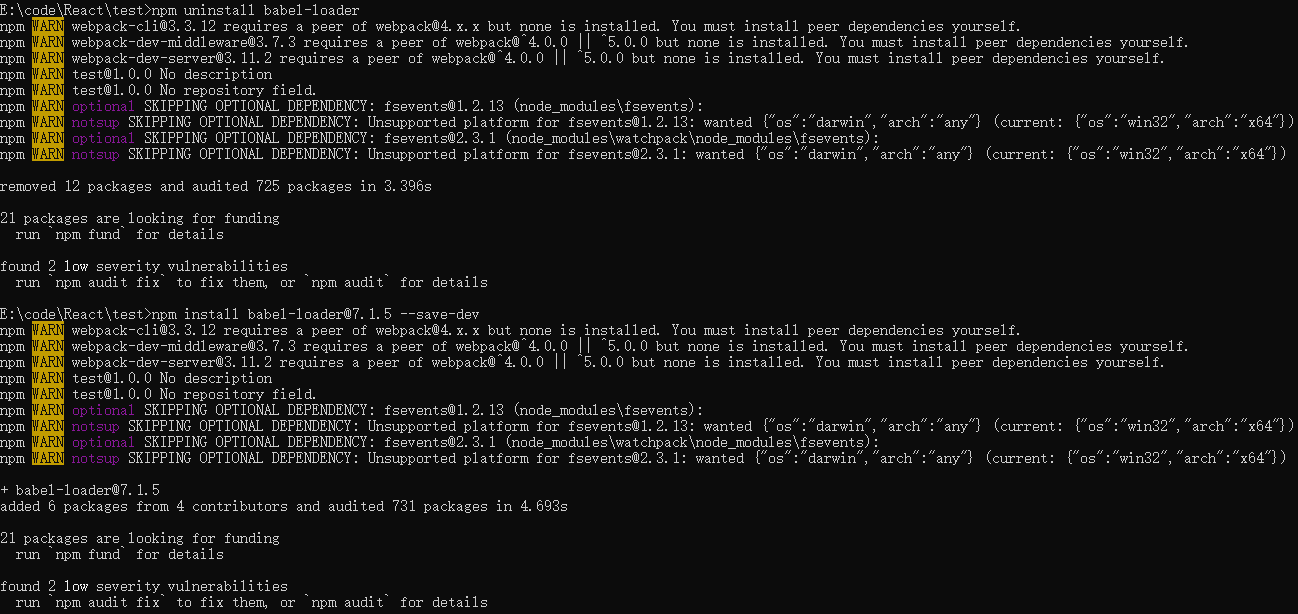 E:\code\React\test>npm uninstall babel-loader
npm WARN webpack-cli@3.3.12 requires a peer of webpack@4.x.x but none is installed. You must install peer dependencies yourself.
npm WARN webpack-dev-middleware@3.7.3 requires a peer of webpack@^4.0.0 || ^5.0.0 but none is installed. You must install peer dependencies yourself.
npm WARN webpack-dev-server@3.11.2 requires a peer of webpack@^4.0.0 || ^5.0.0 but none is installed. You must install peer dependencies yourself.
npm WARN test@1.0.0 No description
npm WARN test@1.0.0 No repository field.
npm WARN optional SKIPPING OPTIONAL DEPENDENCY: fsevents@1.2.13 (node_modules\fsevents):
npm WARN notsup SKIPPING OPTIONAL DEPENDENCY: Unsupported platform for fsevents@1.2.13: wanted {"os":"darwin","arch":"any"} (current: {"os":"win32","arch":"x64"})
npm WARN optional SKIPPING OPTIONAL DEPENDENCY: fsevents@2.3.1 (node_modules\watchpack\node_modules\fsevents):
npm WARN notsup SKIPPING OPTIONAL DEPENDENCY: Unsupported platform for fsevents@2.3.1: wanted {"os":"darwin","arch":"any"} (current: {"os":"win32","arch":"x64"})

removed 12 packages and audited 725 packages in 3.396s

21 packages are looking for funding
  run `npm fund` for details

found 2 low severity vulnerabilities
  run `npm audit fix` to fix them, or `npm audit` for details

E:\code\React\test>npm install babel-loader@7.1.5 --save-dev
npm WARN webpack-cli@3.3.12 requires a peer of webpack@4.x.x but none is installed. You must install peer dependencies yourself.
npm WARN webpack-dev-middleware@3.7.3 requires a peer of webpack@^4.0.0 || ^5.0.0 but none is installed. You must install peer dependencies yourself.
npm WARN webpack-dev-server@3.11.2 requires a peer of webpack@^4.0.0 || ^5.0.0 but none is installed. You must install peer dependencies yourself.
npm WARN test@1.0.0 No description
npm WARN test@1.0.0 No repository field.
npm WARN optional SKIPPING OPTIONAL DEPENDENCY: fsevents@1.2.13 (node_modules\fsevents):
npm WARN notsup SKIPPING OPTIONAL DEPENDENCY: Unsupported platform for fsevents@1.2.13: wanted {"os":"darwin","arch":"any"} (current: {"os":"win32","arch":"x64"})
npm WARN optional SKIPPING OPTIONAL DEPENDENCY: fsevents@2.3.1 (node_modules\watchpack\node_modules\fsevents):
npm WARN notsup SKIPPING OPTIONAL DEPENDENCY: Unsupported platform for fsevents@2.3.1: wanted {"os":"darwin","arch":"any"} (current: {"os":"win32","arch":"x64"})

+ babel-loader@7.1.5
added 6 packages from 4 contributors and audited 731 packages in 4.693s

21 packages are looking for funding
  run `npm fund` for details

found 2 low severity vulnerabilities
  run `npm audit fix` to fix them, or `npm audit` for details